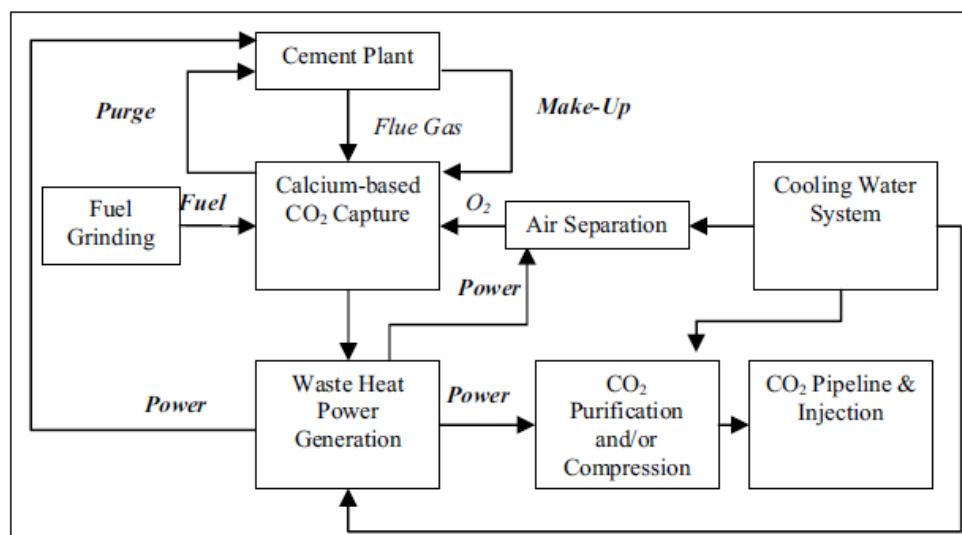 Cement Plant
Purge
Make-Up
Flue Gas
Calcium-based
CO₂ Capture
Cooling Water
System
Fuel
Fuel
Grinding
O₂
Air Separation
Power
Waste Heat
Power
Generation
Power
Power
CO₂
Purification
and/or
Compression
CO₂ Pipeline &
Injection